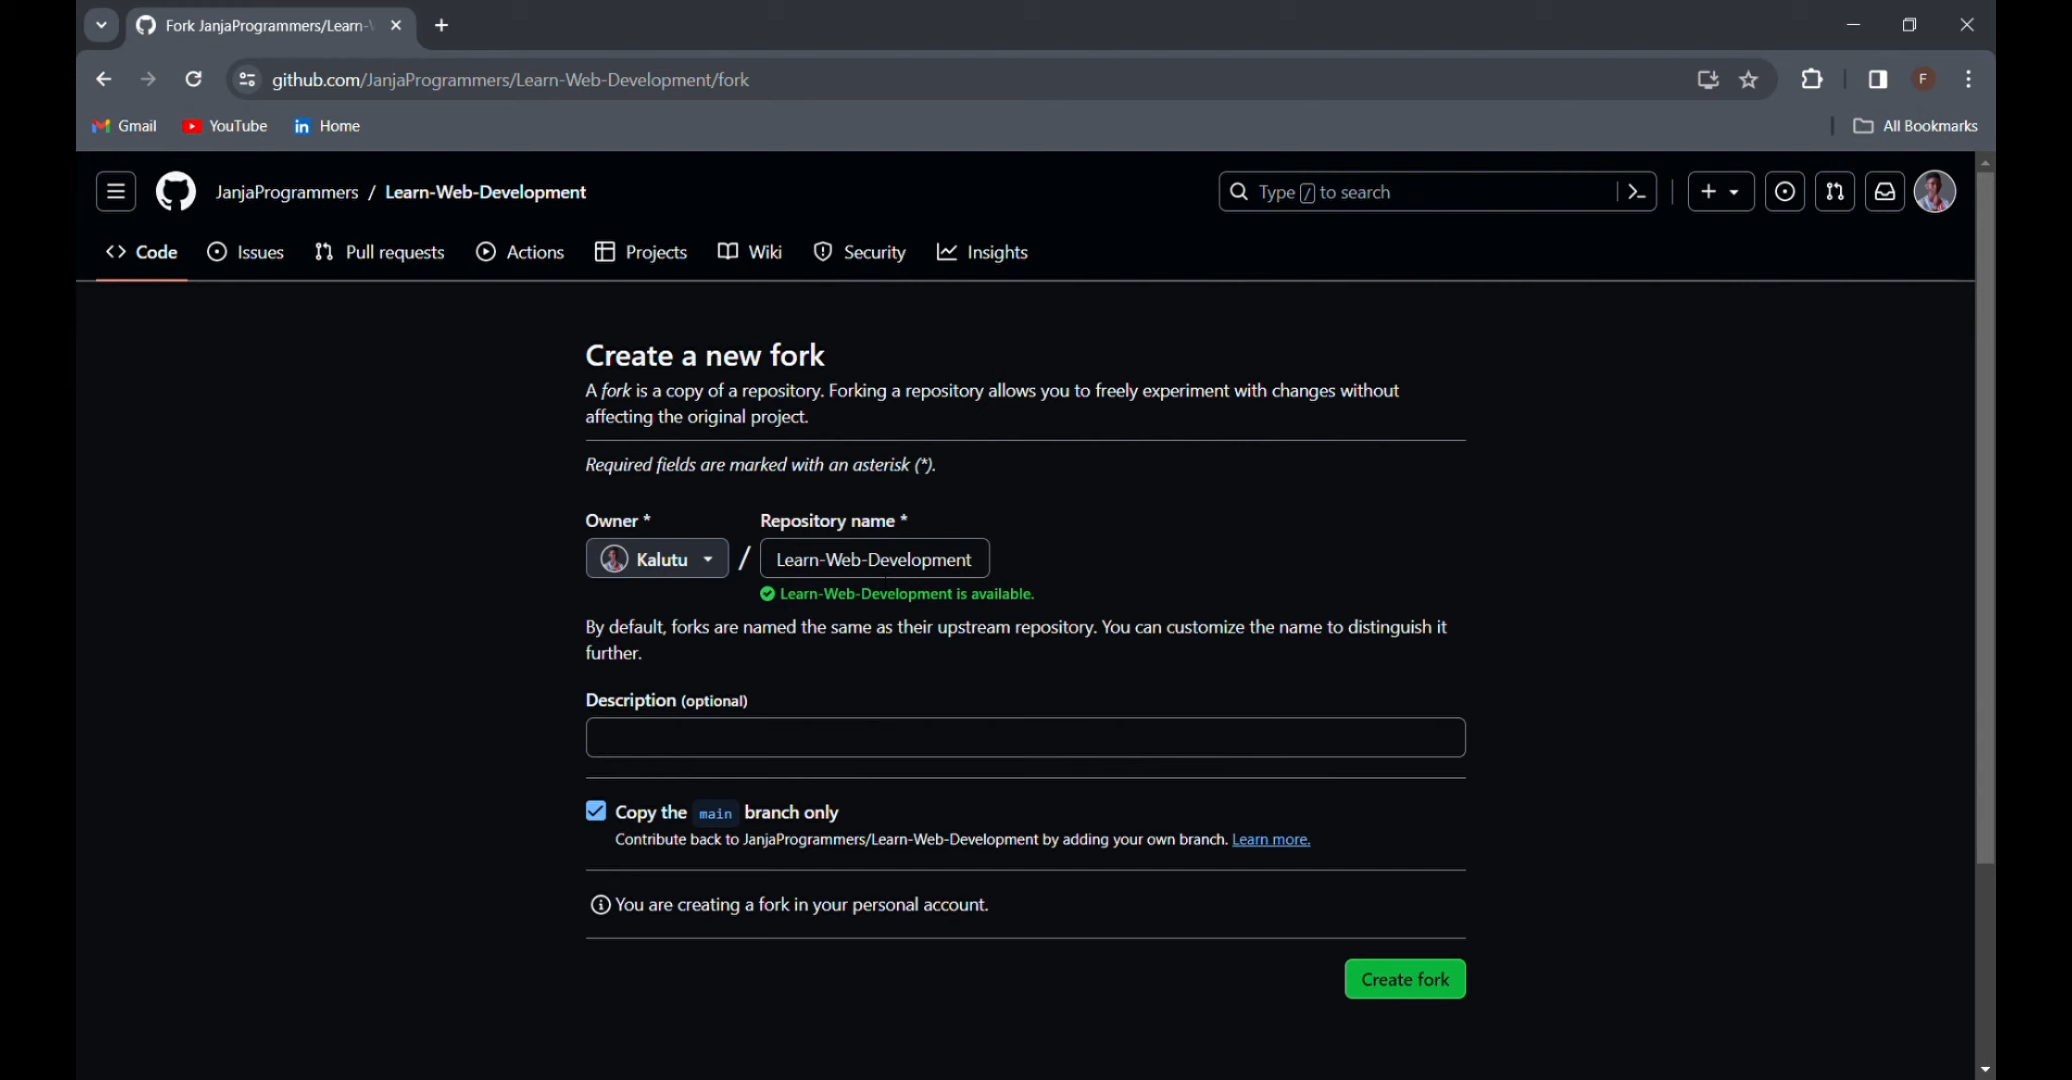 Fork JanjaProgrammers/Learn-
github.com/JanjaProgrammers/Learn-Web-Development/fork
F
Gmail YouTube Home All Bookmarks
JanjaProgrammers / Learn-Web-Development Type / to search
Code Issues Pull requests Actions Projects Wiki Security Insights
Create a new fork
A fork is a copy of a repository. Forking a repository allows you to freely experiment with changes without
affecting the original project.
Required fields are marked with an asterisk (*).
Owner * Repository name *
Kalutu / Learn-Web-Development
Learn-Web-Development is available.
By default, forks are named the same as their upstream repository. You can customize the name to distinguish it
further.
Description (optional)
Copy the main branch only
Contribute back to JanjaProgrammers/Learn-Web-Development by adding your own branch. Learn more.
You are creating a fork in your personal account.
Create fork